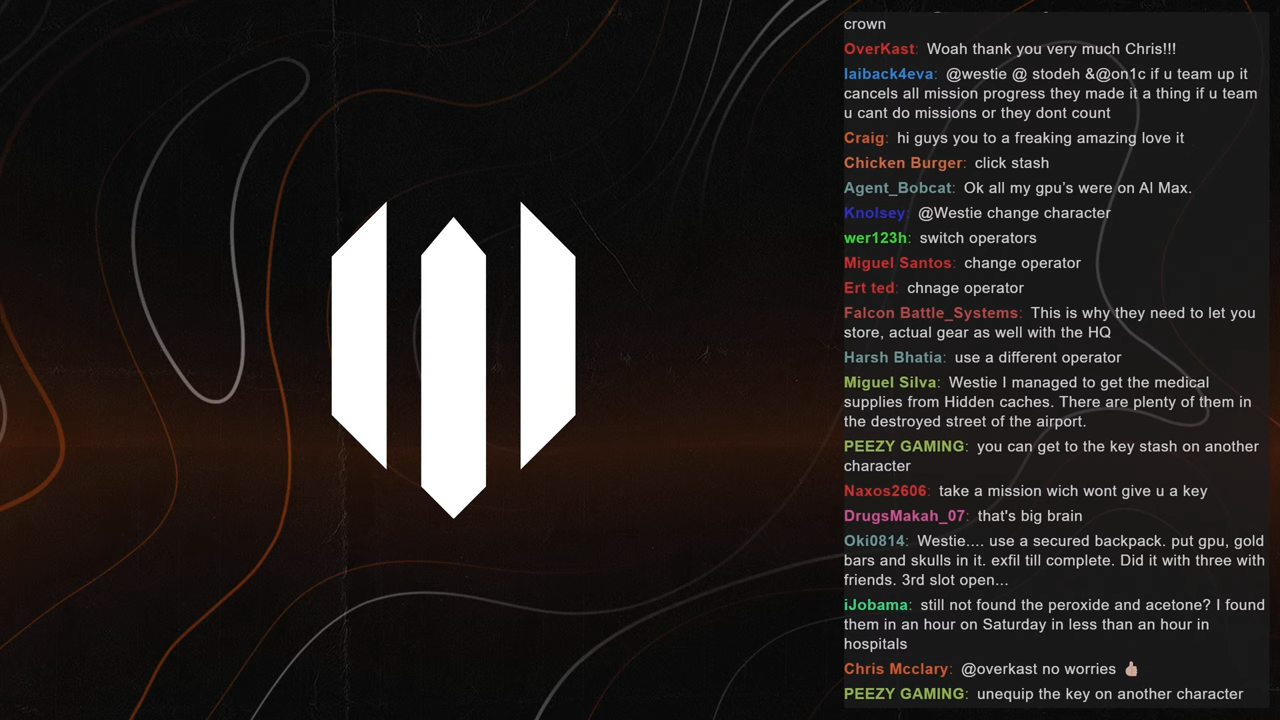 crown
OverKast: Woah thank you very much Chris!!!
laiback4eva: @westie @ stodeh &@on1c if u team up it
cancels all mission progress they made it a thing if u team
u cant do missions or they dont count
Craig: hi guys you to a freaking amazing love it
Chicken Burger: click stash
Agent_Bobcat: Ok all my gpu’s were on Al Max.
Knolsey: @Westie change character
wer123h: switch operators
Miguel Santos: change operator
Ert ted: chnage operator
Falcon Battle_Systems: This is why they need to let you
store, actual gear as well with the HQ
Harsh Bhatia: use a different operator
Miguel Silva: Westie I managed to get the medical
supplies from Hidden caches. There are plenty of them in
the destroyed street of the airport.
PEEZY GAMING: you can get to the key stash on another
character
Naxos2606: take a mission wich wont give u a key
DrugsMakah_07: that's big brain
Oki0814: Westie.... use a secured backpack. put gpu, gold
bars and skulls in it. exfil till complete. Did it with three with
friends. 3rd slot open...
iJobama: still not found the peroxide and acetone? I found
them in an hour on Saturday in less than an hour in
hospitals
Chris Mcclary: @overkast no worries 👍🏼
PEEZY GAMING: unequip the key on another character